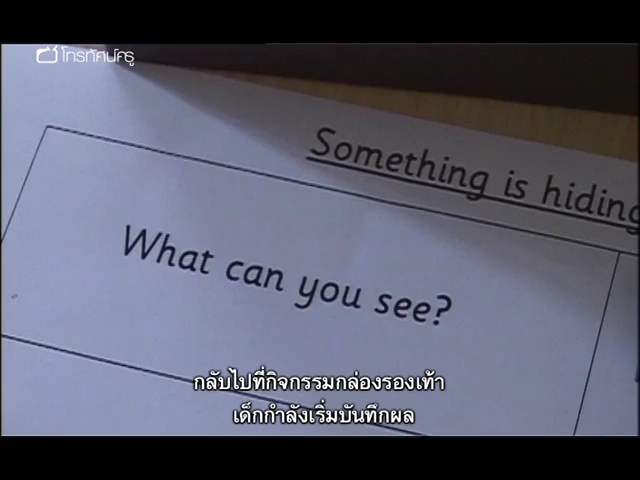 โทรทัศน์ครู
Something is hiding
What can you see?
กลับไปที่กิจกรรมกล่องรองเท้า
เด็กกำลังเริ่มบันทึกผล